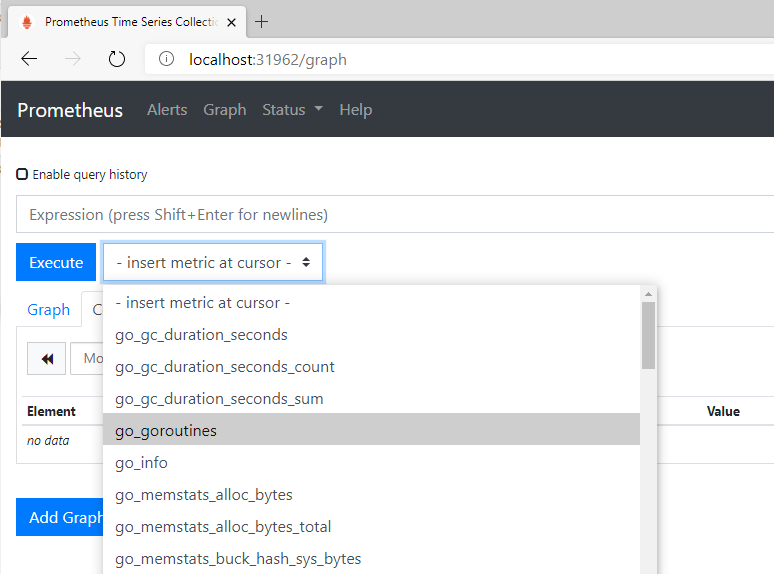 Prometheus Time Series Collectio
localhost:31962/graph
Prometheus Alerts Graph Status Help
Enable query history
Expression (press Shift+Enter for newlines)
Execute - insert metric at cursor -
Graph C
- insert metric at cursor -
go_gc_duration_seconds
go_gc_duration_seconds_count
Mo
go_gc_duration_seconds_sum
Element Value
go_goroutines
no data
go_info
go_memstats_alloc_bytes
Add Graph
go_memstats_alloc_bytes_total
go_memstats_buck_hash_sys_bytes